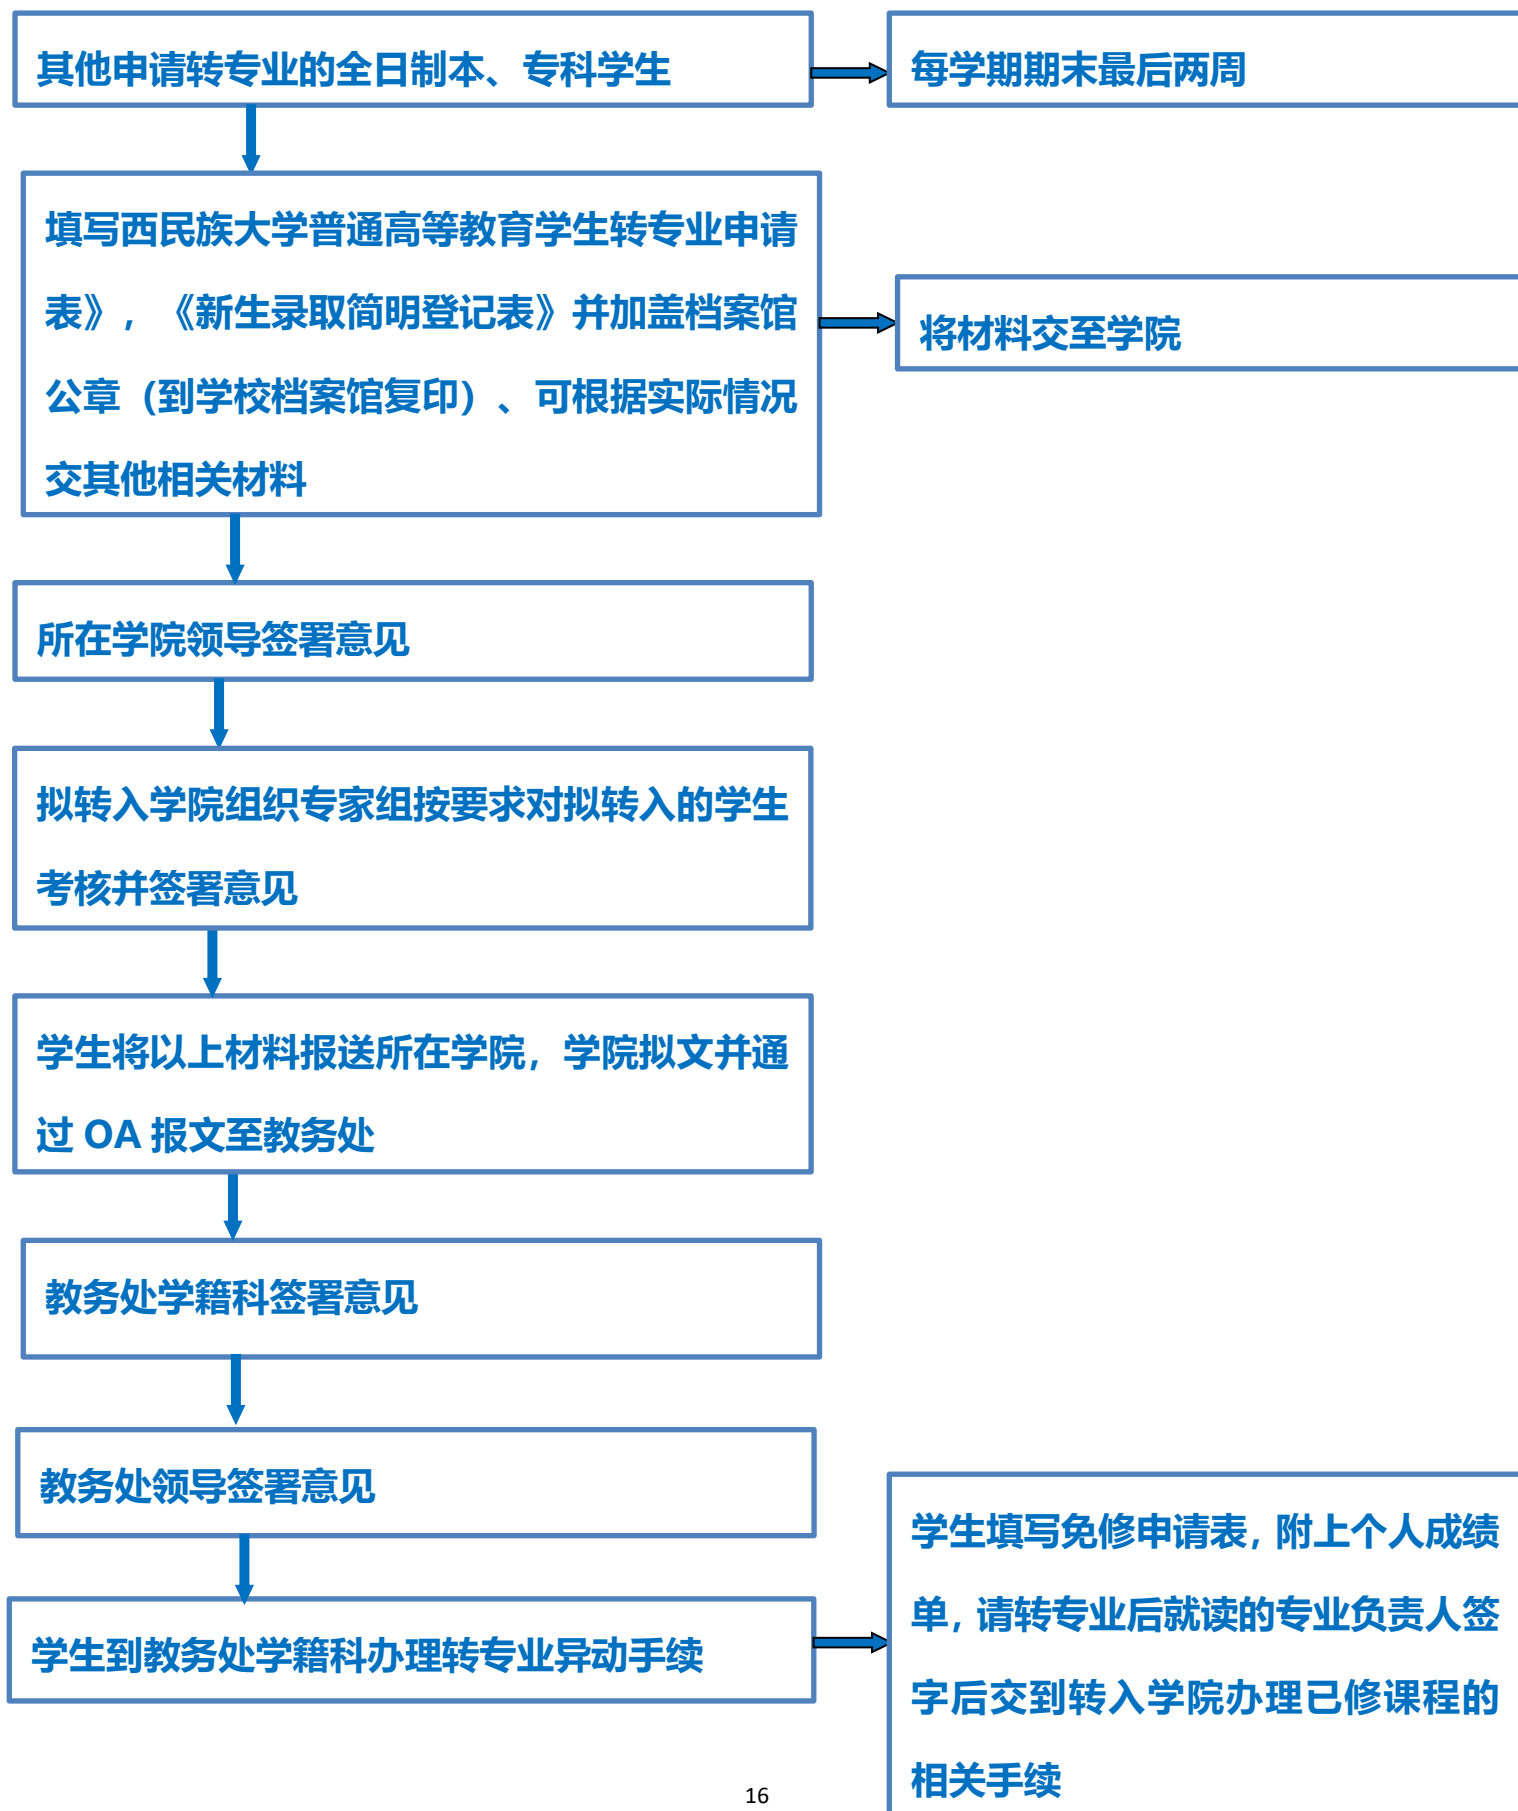 其他申请转专业的全日制本、专科学生
每学期期末最后两周
填写西民族大学普通高等教育学生转专业申请
表》，《新生录取简明登记表》并加盖档案馆
公章（到学校档案馆复印）、可根据实际情况
交其他相关材料
将材料交至学院
所在学院领导签署意见
拟转入学院组织专家组按要求对拟转入的学生
考核并签署意见
学生将以上材料报送所在学院，学院拟文并通
过 OA 报文至教务处
教务处学籍科签署意见
教务处领导签署意见
学生到教务处学籍科办理转专业异动手续
学生填写免修申请表，附上个人成绩
单，请转专业后就读的专业负责人签
字后交到转入学院办理已修课程的
相关手续
16